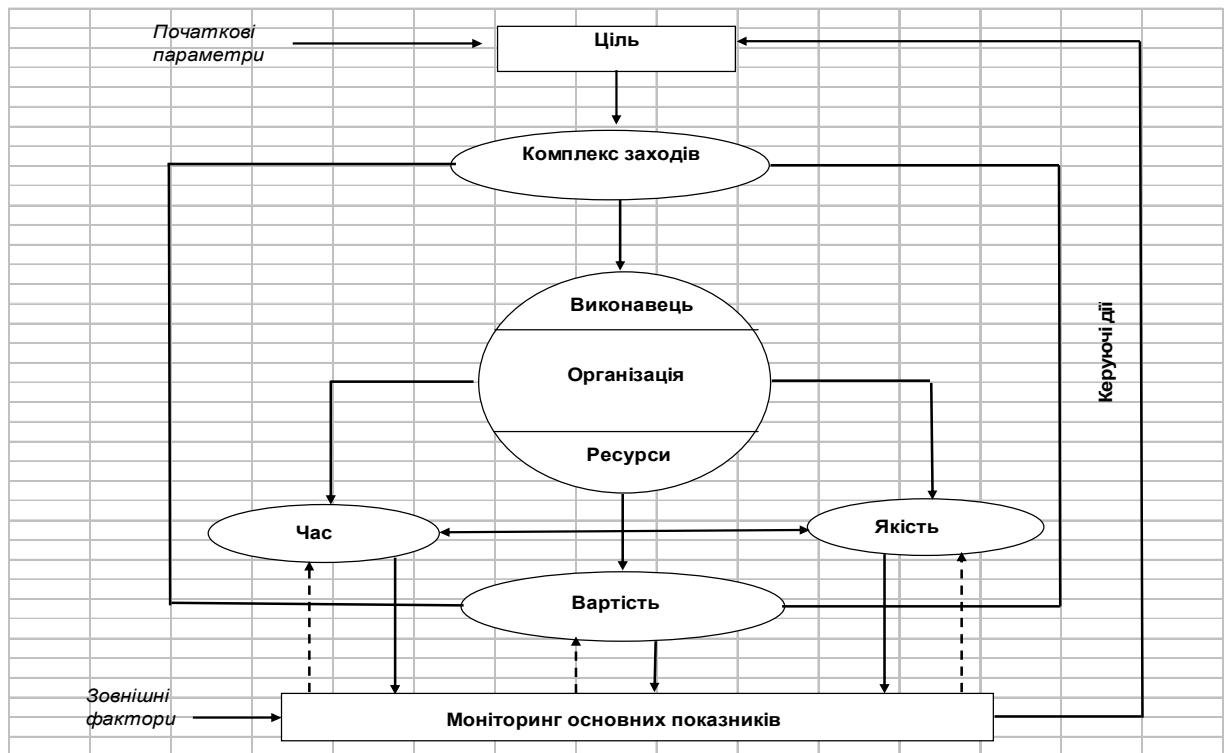 Початкові
параметри
Ціль
Комплекс заходів
Виконавець
Організація
Ресурси
Керуючі дії
Час
Якість
Вартість
Зовнішні
фактори
Моніторинг основних показників